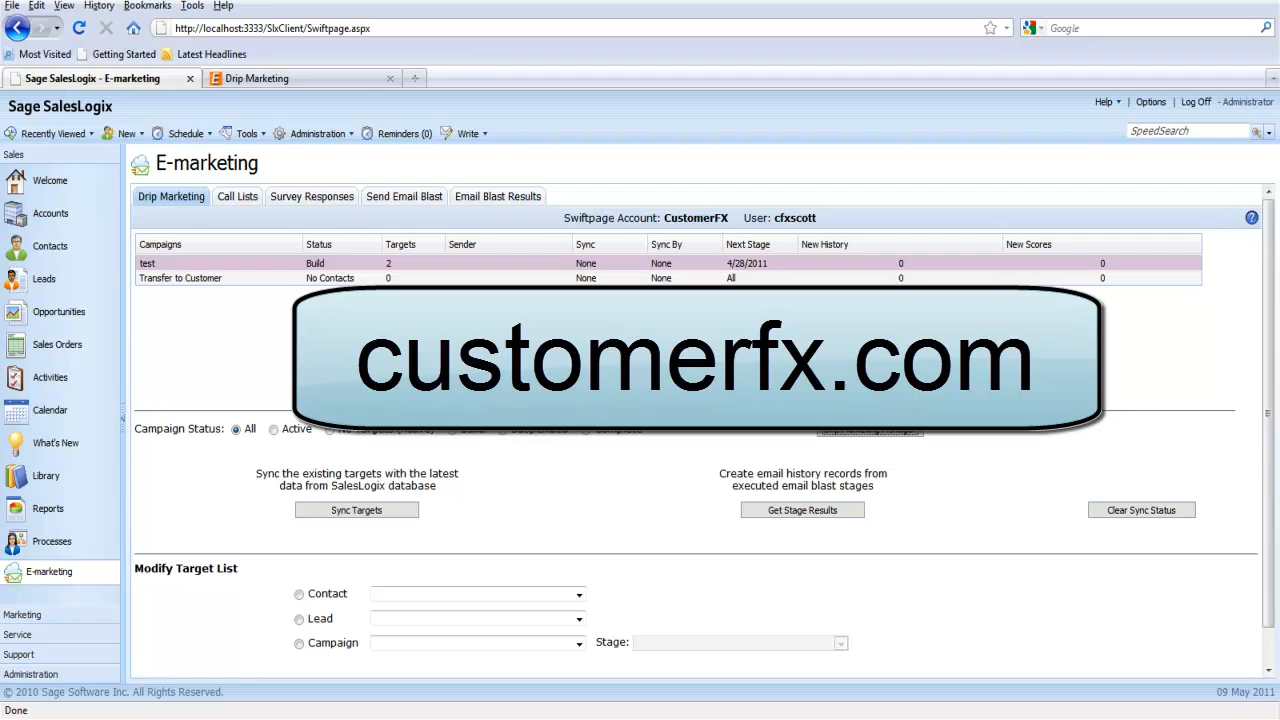 File Edit View History Bookmarks Tools Help
http://localhost:3333/SlxClient/Swiftpage.aspx
Google
Most Visited Getting Started Latest Headlines
Sage SalesLogix - E-marketing Drip Marketing
Sage SalesLogix
Help Options Log Off - Administrator
Recently Viewed New Schedule Tools Administration Reminders (0) Write
SpeedSearch
Sales
Welcome
Accounts
Contacts
Leads
Opportunities
Sales Orders
Activities
Calendar
What's New
Library
Reports
Processes
E-marketing
Marketing
Service
Support
Administration
E-marketing
Drip Marketing Call Lists Survey Responses Send Email Blast Email Blast Results
Swiftpage Account: CustomerFX User: cfxscott
Campaigns Status Targets Sender Sync Sync By Next Stage New History New Scores
test Build 2 None None 4/28/2011 0 0
Transfer to Customer No Contacts 0 None None All 0 0
customerfx.com
Campaign Status: All Active
Sync the existing targets with the latest
data from SalesLogix database
Sync Targets
Create email history records from
executed email blast stages
Get Stage Results
Clear Sync Status
Modify Target List
Contact
Lead
Campaign Stage:
© 2010 Sage Software Inc. All Rights Reserved.
09 May 2011
Done